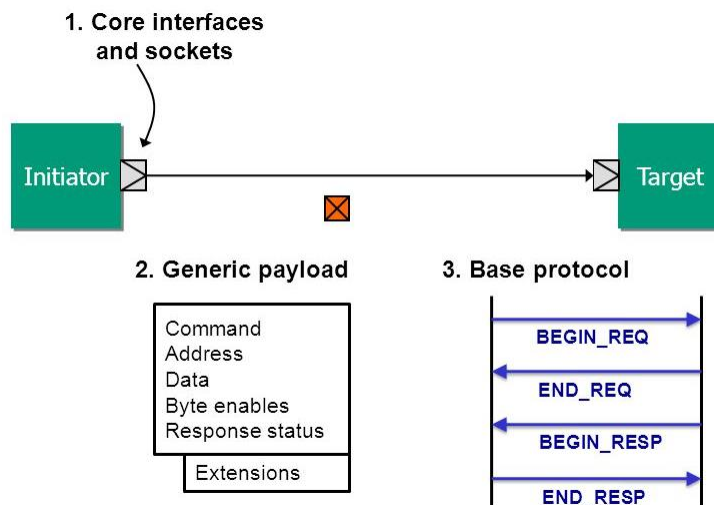 1. Core interfaces
and sockets
Initiator
Target
2. Generic payload
3. Base protocol
Command
Address
Data
Byte enables
Response status
Extensions
BEGIN_REQ
END_REQ
BEGIN_RESP
END_RESP